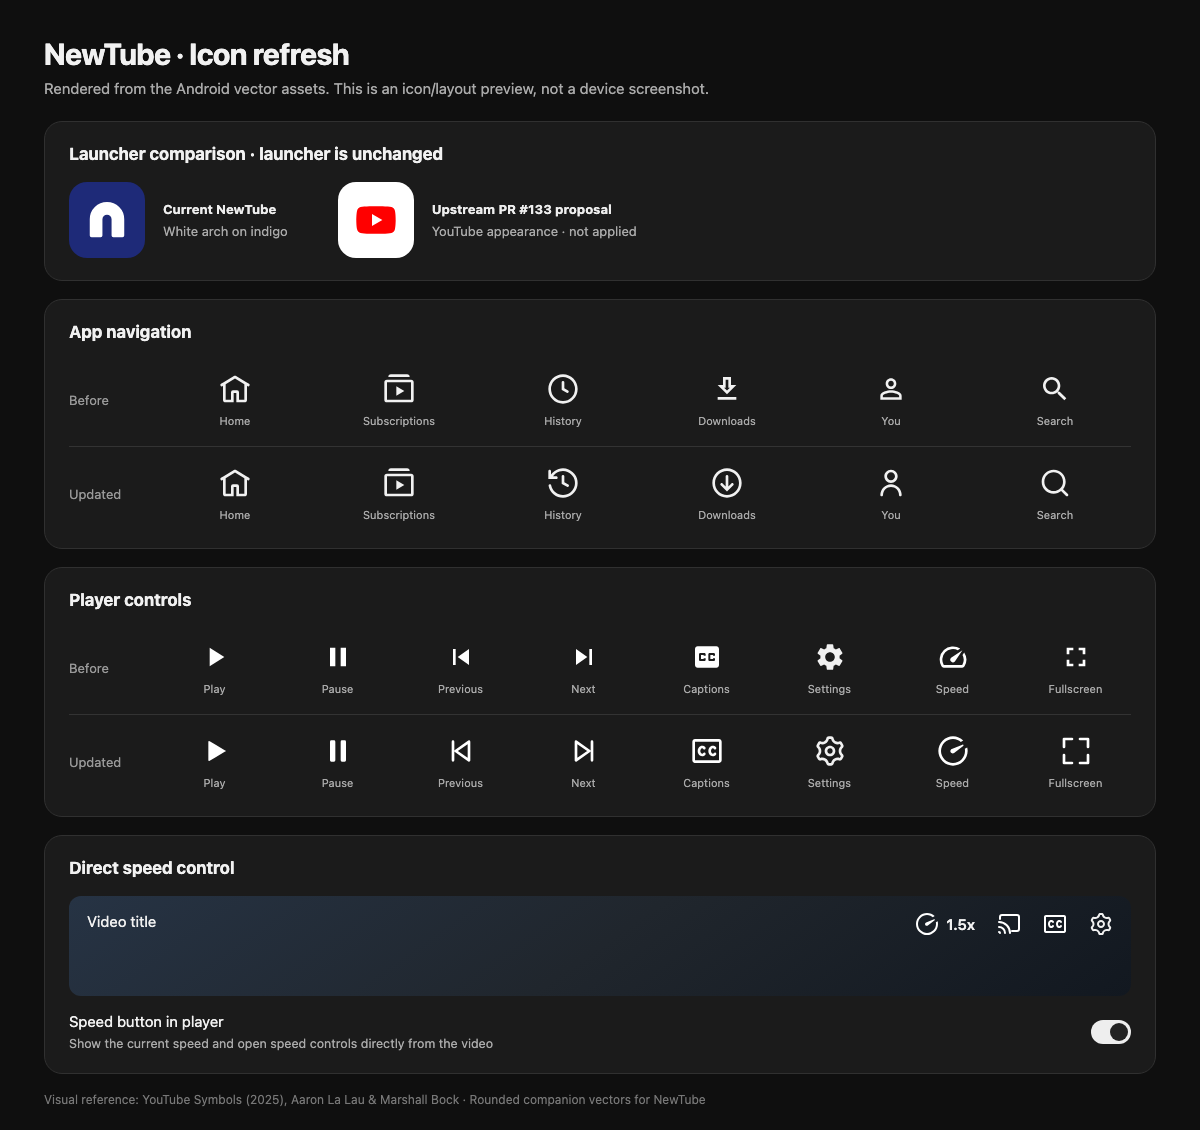 NewTube · Icon refresh
Rendered from the Android vector assets. This is an icon/layout preview, not a device screenshot.
Launcher comparison · launcher is unchanged
Current NewTube
White arch on indigo
Upstream PR #133 proposal
YouTube appearance · not applied
App navigation
Before
Home Subscriptions History Downloads You Search
Updated
Home Subscriptions History Downloads You Search
Player controls
Before
CC
Play Pause Previous Next Captions Settings Speed Fullscreen
Updated
CC
Play Pause Previous Next Captions Settings Speed Fullscreen
Direct speed control
Video title 1.5x CC
Speed button in player
Show the current speed and open speed controls directly from the video
Visual reference: YouTube Symbols (2025), Aaron La Lau & Marshall Bock · Rounded companion vectors for NewTube